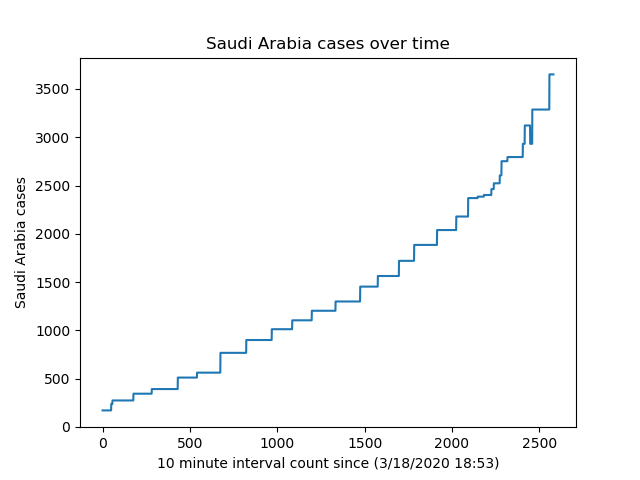 Saudi Arabia cases over time
3500
3000
2500
2000
1500
1000
500
0
Saudi Arabia cases
0 500 1000 1500 2000 2500
10 minute interval count since (3/18/2020 18:53)